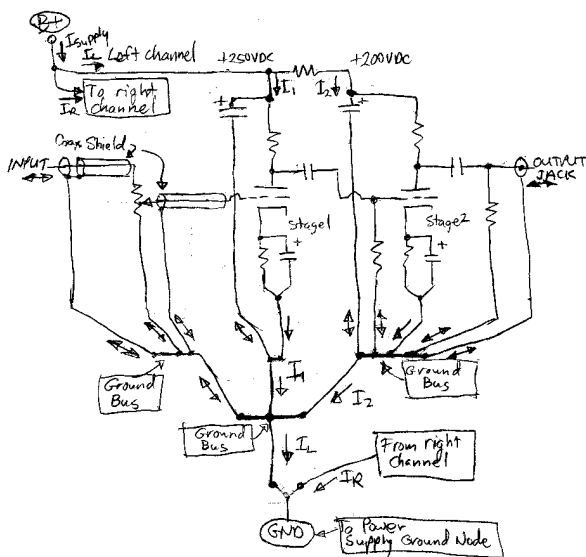 B+
Isupply
IL Left channel
+250VDC
+200VDC
I1
I2
To right
channel
IR
Coax Shield
INPUT
OUTPUT
JACK
+
+
Stage1
Stage2
+
+
Ground
Bus
I1
I2
Ground
Bus
Ground
Bus
IL
From right
channel
IR
GND
To Power
Supply Ground Node